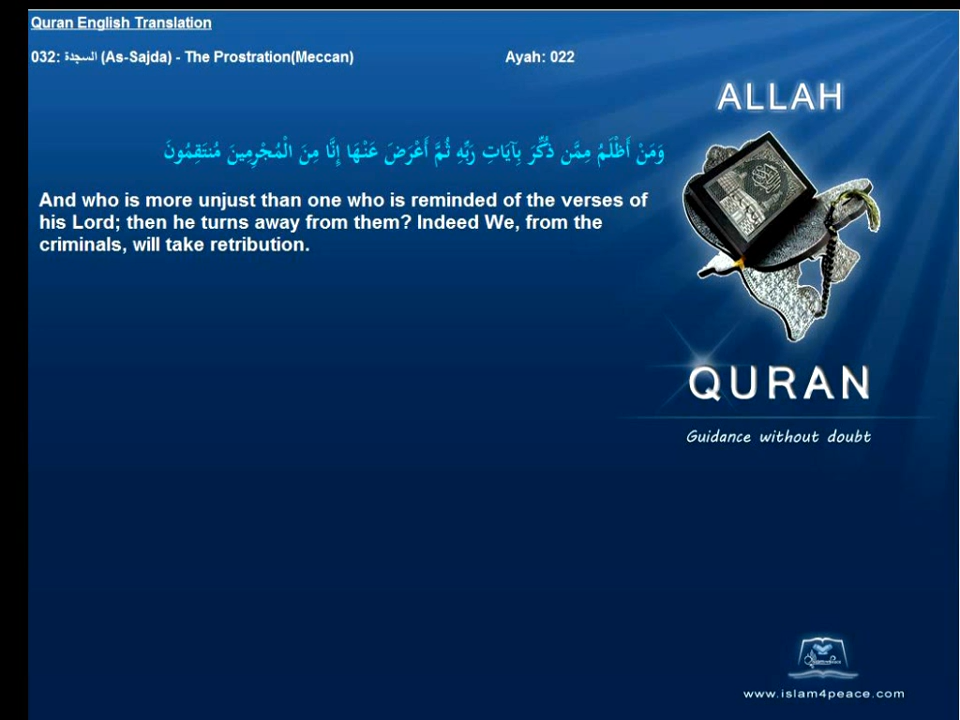 Quran English Translation
032: السجدة (As-Sajda) - The Prostration(Meccan) Ayah: 022
ALLAH
وَمَنْ أَظْلَمُ مِمَّن ذُكِّرَ بِآيَاتِ رَبِّهِ ثُمَّ أَعْرَضَ عَنْهَا إِنَّا مِنَ الْمُجْرِمِينَ مُنتَقِمُونَ
And who is more unjust than one who is reminded of the verses of
his Lord; then he turns away from them? Indeed We, from the
criminals, will take retribution.
QURAN
Guidance without doubt
www.islam4peace.com